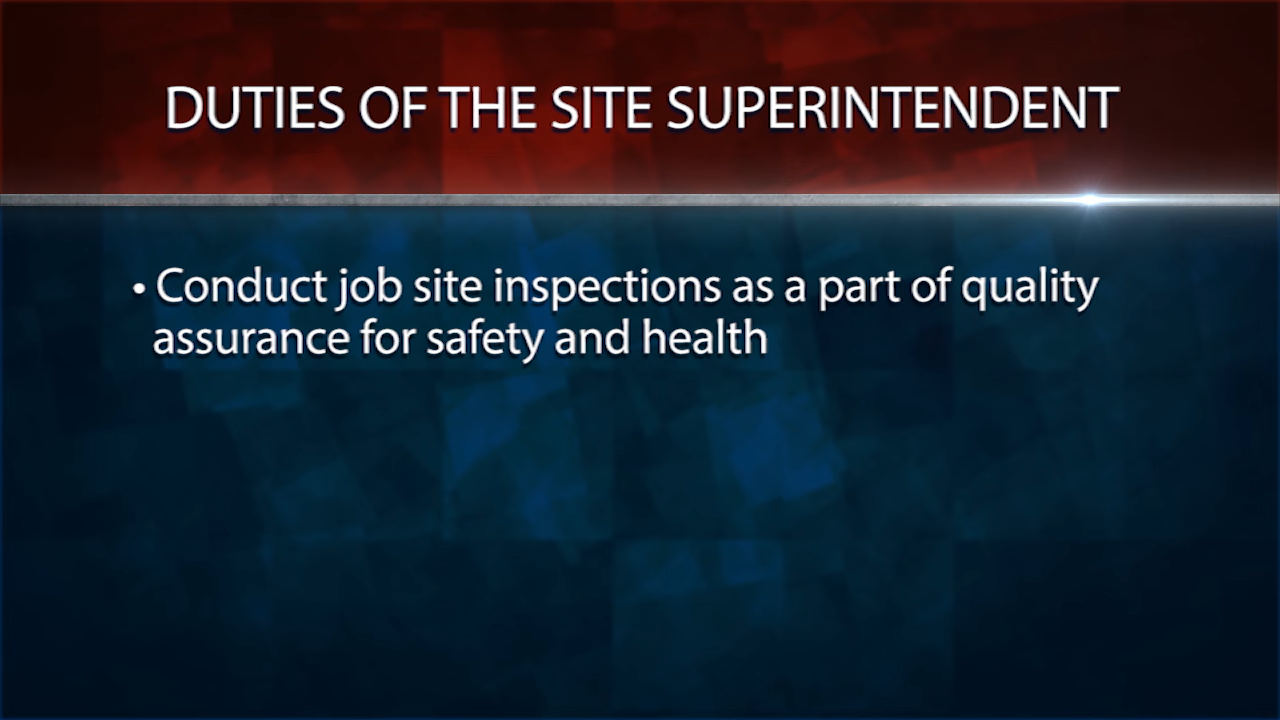 DUTIES OF THE SITE SUPERINTENDENT
• Conduct job site inspections as a part of quality
assurance for safety and health